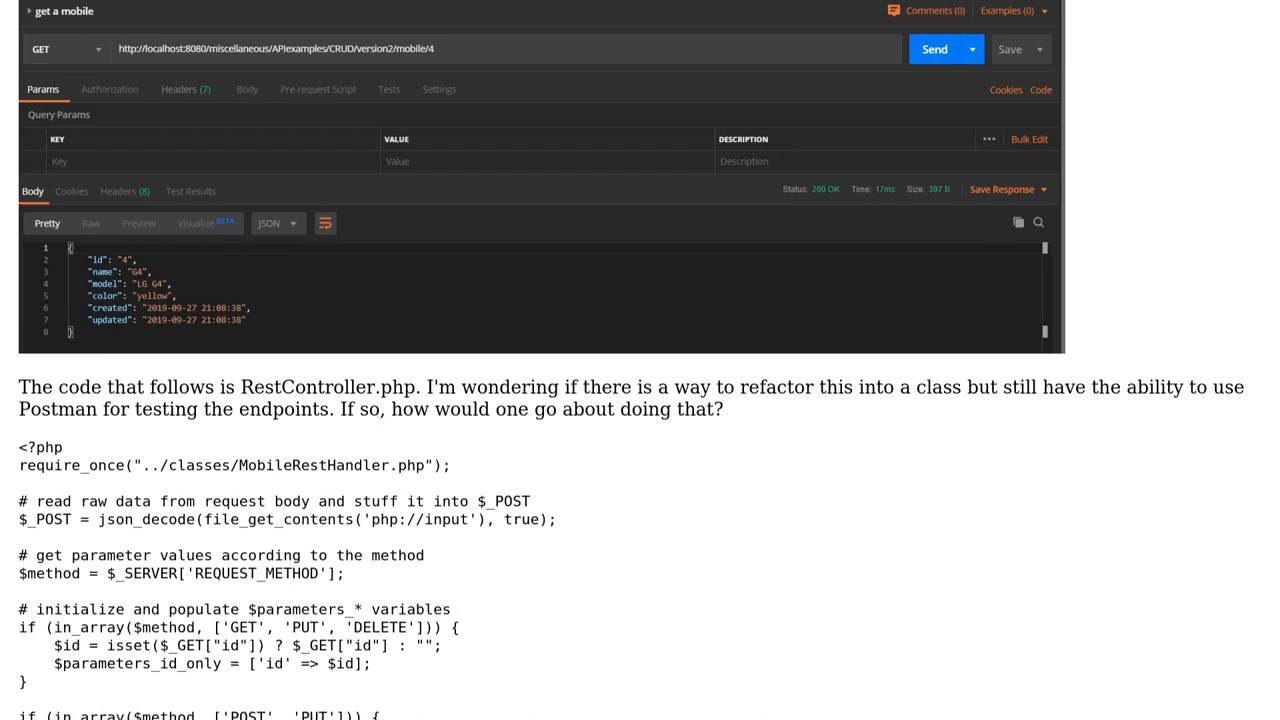 get a mobile
Comments (0) Examples (0)
GET http://localhost:8080/miscellaneous/APIexamples/CRUD/version2/mobile/4 Send Save
Params Authorization Headers (7) Body Pre-request Script Tests Settings Cookies Code
Query Params
KEY VALUE DESCRIPTION ••• Bulk Edit
Key Value Description
Body Cookies Headers (8) Test Results Status: 200 OK Time: 17ms Size: 397 B Save Response
Pretty Raw Preview Visualize BETA JSON
1 {
2 "id": "4",
3 "name": "G4",
4 "model": "LG G4",
5 "color": "yellow",
6 "created": "2019-09-27 21:08:38",
7 "updated": "2019-09-27 21:08:38"
8 }
The code that follows is RestController.php. I'm wondering if there is a way to refactor this into a class but still have the ability to use
Postman for testing the endpoints. If so, how would one go about doing that?
<?php
require_once("../classes/MobileRestHandler.php");
# read raw data from request body and stuff it into $_POST
$_POST = json_decode(file_get_contents('php://input'), true);
# get parameter values according to the method
$method = $_SERVER['REQUEST_METHOD'];
# initialize and populate $parameters_* variables
if (in_array($method, ['GET', 'PUT', 'DELETE'])) {
$id = isset($_GET["id"]) ? $_GET["id"] : "";
$parameters_id_only = ['id' => $id];
}
if (in_array($method, ['POST', 'PUT'])) {